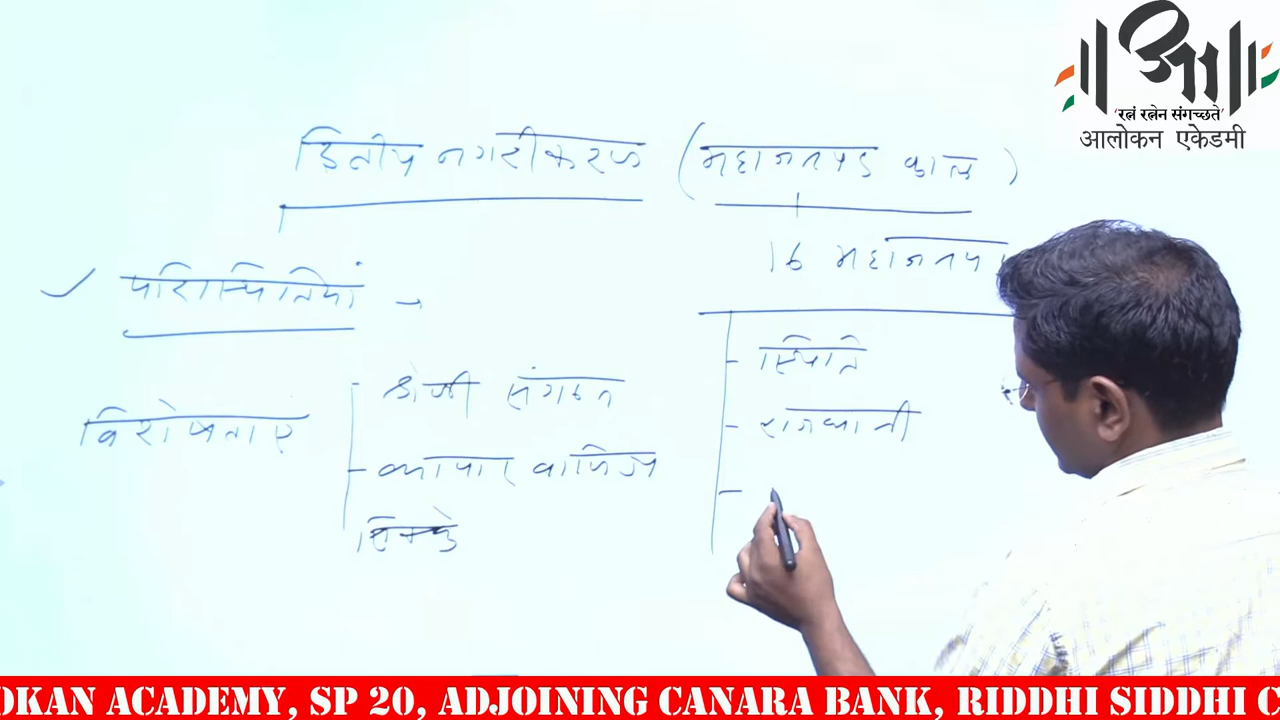 'रत्नं रत्नेन संगच्छते'
आलोकन एकेडमी
द्वितीय नगरीकरण (महाजनपद काल)
16 महाजनप
परिस्थितियां -
- स्थिति
- श्रेणी संगठन
- राजधानी
विशेषताएं
- व्यापार वाणिज्य
सिक्के
OKAN ACADEMY, SP 20, ADJOINING CANARA BANK, RIDDHI SIDDHI C